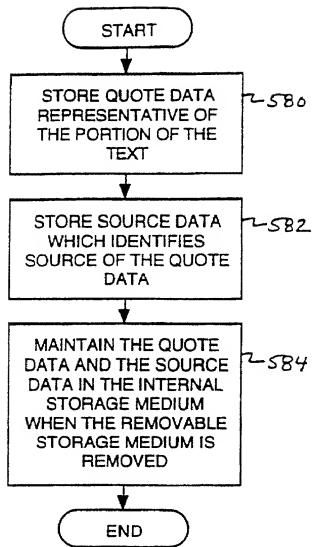 START
STORE QUOTE DATA
REPRESENTATIVE OF
THE PORTION OF THE
TEXT
580
STORE SOURCE DATA
WHICH IDENTIFIES
SOURCE OF THE QUOTE
DATA
582
MAINTAIN THE QUOTE
DATA AND THE SOURCE
DATA IN THE INTERNAL
STORAGE MEDIUM
WHEN THE REMOVABLE
STORAGE MEDIUM IS
REMOVED
584
END